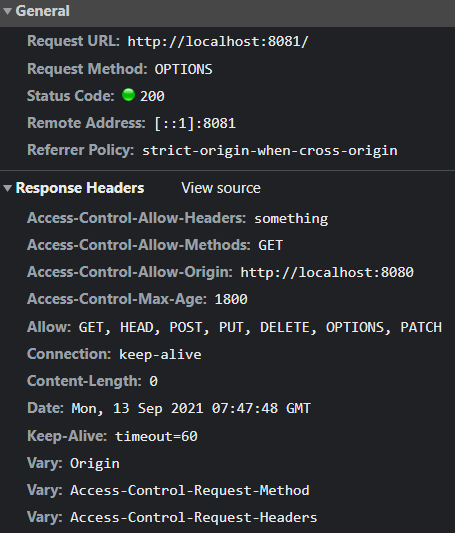 General
Request URL: http://localhost:8081/
Request Method: OPTIONS
Status Code: 200
Remote Address: [::1]:8081
Referrer Policy: strict-origin-when-cross-origin
Response Headers View source
Access-Control-Allow-Headers: something
Access-Control-Allow-Methods: GET
Access-Control-Allow-Origin: http://localhost:8080
Access-Control-Max-Age: 1800
Allow: GET, HEAD, POST, PUT, DELETE, OPTIONS, PATCH
Connection: keep-alive
Content-Length: 0
Date: Mon, 13 Sep 2021 07:47:48 GMT
Keep-Alive: timeout=60
Vary: Origin
Vary: Access-Control-Request-Method
Vary: Access-Control-Request-Headers